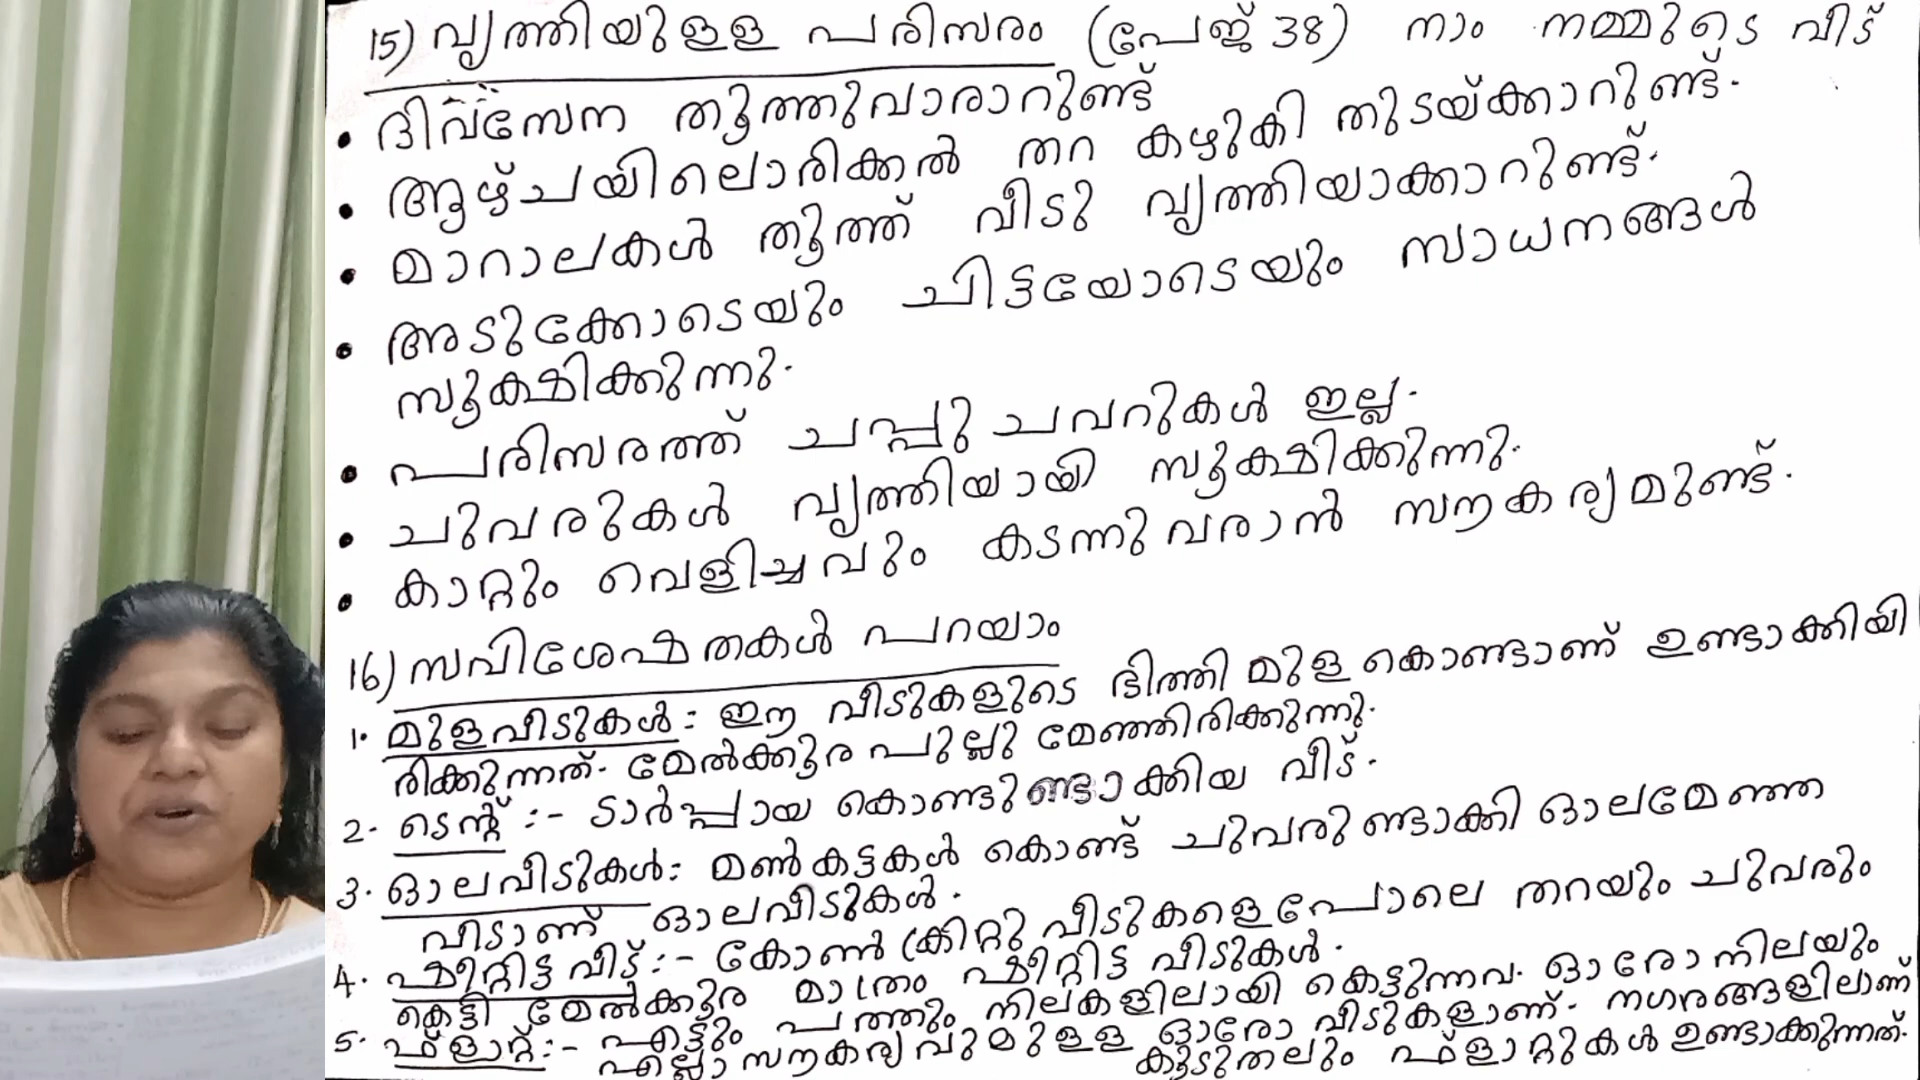 15) വൃത്തിയുള്ള പരിസരം (പേജ് 38) നാം നമ്മുടെ വീട്
• ദിവസേന തൂത്തുവാരാറുണ്ട്
• ആഴ്ചയിലൊരിക്കൽ തറ കഴുകി തുടയ്ക്കാറുണ്ട്.
• മാറാലകൾ തൂത്ത് വീടു വൃത്തിയാക്കാറുണ്ട്.
• അടുക്കോടെയും ചിട്ടയോടെയും സാധനങ്ങൾ
സൂക്ഷിക്കുന്നു.
• പരിസരത്ത് ചപ്പു ചവറുകൾ ഇല്ല.
• ചുവരുകൾ വൃത്തിയായി സൂക്ഷിക്കുന്നു.
• കാറ്റും വെളിച്ചവും കടന്നുവരാൻ സൗകര്യമുണ്ട്.
16) സവിശേഷതകൾ പറയാം
1. മുളവീടുകൾ: ഈ വീടുകളുടെ ഭിത്തി മുള കൊണ്ടാണ് ഉണ്ടാക്കിയി
രിക്കുന്നത്. മേൽക്കൂര പുല്ലു മേഞ്ഞിരിക്കുന്നു.
2. ടെന്റ് :- ടാർപ്പായ കൊണ്ടുണ്ടാക്കിയ വീട്.
3. ഓലവീടുകൾ: മൺകട്ടകൾ കൊണ്ട് ചുവരുണ്ടാക്കി ഓലമേഞ്ഞ
വീടാണ് ഓലവീടുകൾ.
4. ഷീറ്റിട്ട വീട്:- കോൺക്രീറ്റു വീടുകളെപോലെ തറയും ചുവരും
കെട്ടി മേൽക്കൂര മാത്രം ഷീറ്റിട്ട വീടുകൾ.
5. ഫ്ളാറ്റ്:- എട്ടും പത്തും നിലകളിലായി കെട്ടുന്നവ. ഓരോ നിലയും
എല്ലാ സൗകര്യവുമുള്ള ഓരോ വീടുകളാണ്. നഗരങ്ങളിലാണ്
കൂടുതലും ഫ്ളാറ്റുകൾ ഉണ്ടാക്കുന്നത്.